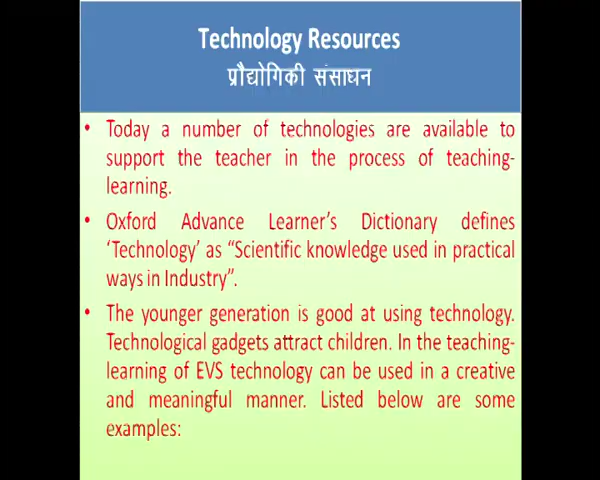 Technology Resources
प्रौद्योगिकी संसाधन
• Today a number of technologies are available to
support the teacher in the process of teaching-
learning.
• Oxford Advance Learner's Dictionary defines
'Technology' as "Scientific knowledge used in practical
ways in Industry".
• The younger generation is good at using technology.
Technological gadgets attract children. In the teaching-
learning of EVS technology can be used in a creative
and meaningful manner. Listed below are some
examples: